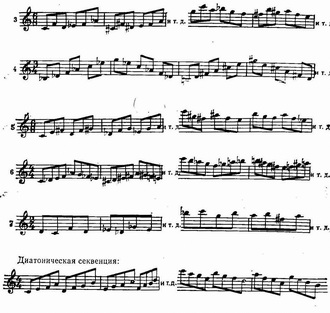 3 и т. д. и т. д.
4 и т. д.
5 и т. д. и т. д.
6 и т. д. и т. д.
7 и т. д. и т. д.
Диатоническая секвенция:
и т. д. и т. д.